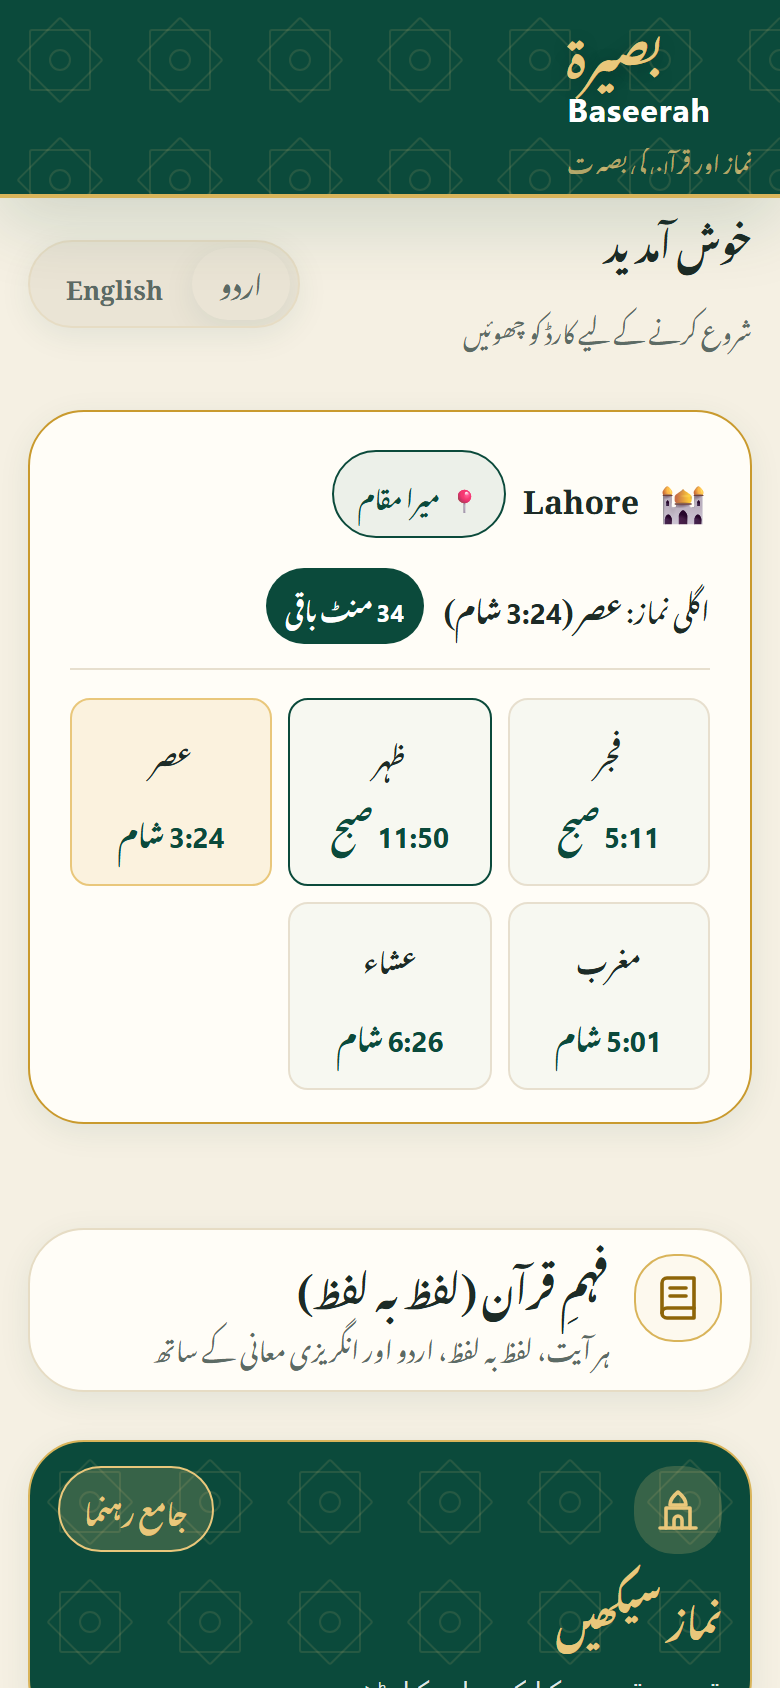 بصیرۃ
Baseerah
نماز اور قرآن کی بصرت
خوش آمدید
شروع کرنے کے لیے کارڈ کو چھوئیں
اردو English
Lahore میرا مقام
اگلی نماز: عصر (3:24 شام) 34 منٹ باقی
فجر ظہر عصر
5:11 صبح 11:50 صبح 3:24 شام
مغرب عشاء
5:01 شام 6:26 شام
فہمِ قرآن (لفظ بہ لفظ)
ہر آیت، لفظ بہ لفظ، اردو اور انگریزی معانی کے ساتھ
جامع رہنما
نماز سیکھیں